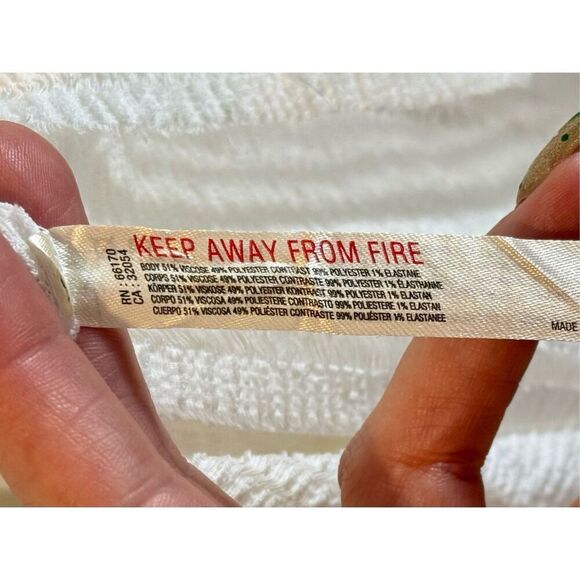 RN : 66170
CA : 32054
KEEP AWAY FROM FIRE
BODY 51% VISCOSE 49% POLYESTER CONTRAST 99% POLYESTER 1% ELASTANE
CORPS 51% VISCOSE 49% POLYESTER CONTRASTE 99% POLYESTER 1% ÉLASTHANNE
KÖRPER 51% VISKOSE 49% POLYESTER KONTRAST 99% POLYESTER 1% ELASTAN
CORPO 51% VISCOSA 49% POLIESTERE CONTRASTO 99% POLIESTERE 1% ELASTAN
CUERPO 51% VISCOSA 49% POLIÉSTER CONTRASTE 99% POLIÉSTER 1% ELASTANEE
MADE